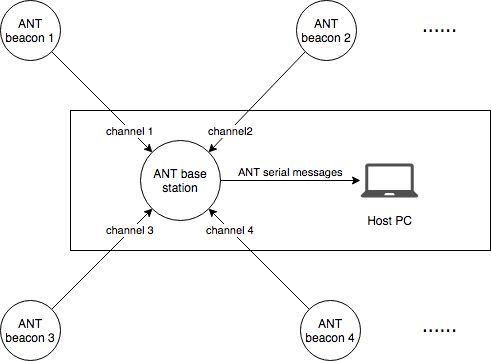 ANT
beacon 1
ANT
beacon 2
......
channel 1
channel2
ANT base
station
ANT serial messages
Host PC
channel 3
channel 4
ANT
beacon 3
ANT
beacon 4
......